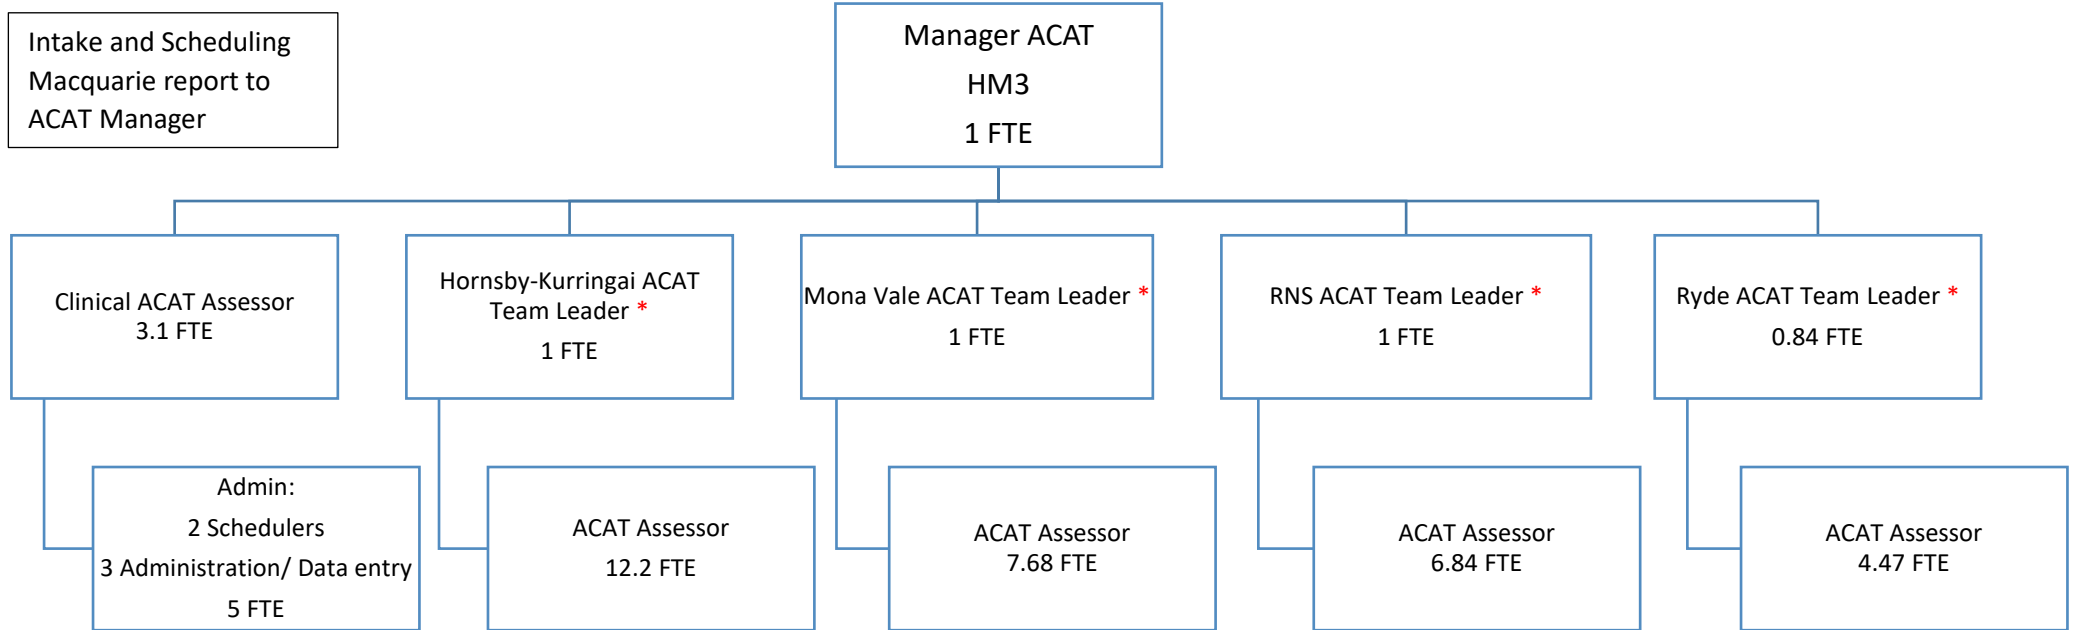 Intake and Scheduling
Macquarie report to
ACAT Manager
Manager ACAT
HM3
1 FTE
Clinical ACAT Assessor
3.1 FTE
Hornsby-Kurringai ACAT
Team Leader *
1 FTE
Mona Vale ACAT Team Leader *
1 FTE
RNS ACAT Team Leader *
1 FTE
Ryde ACAT Team Leader *
0.84 FTE
Admin:
2 Schedulers
3 Administration/ Data entry
5 FTE
ACAT Assessor
12.2 FTE
ACAT Assessor
7.68 FTE
ACAT Assessor
6.84 FTE
ACAT Assessor
4.47 FTE